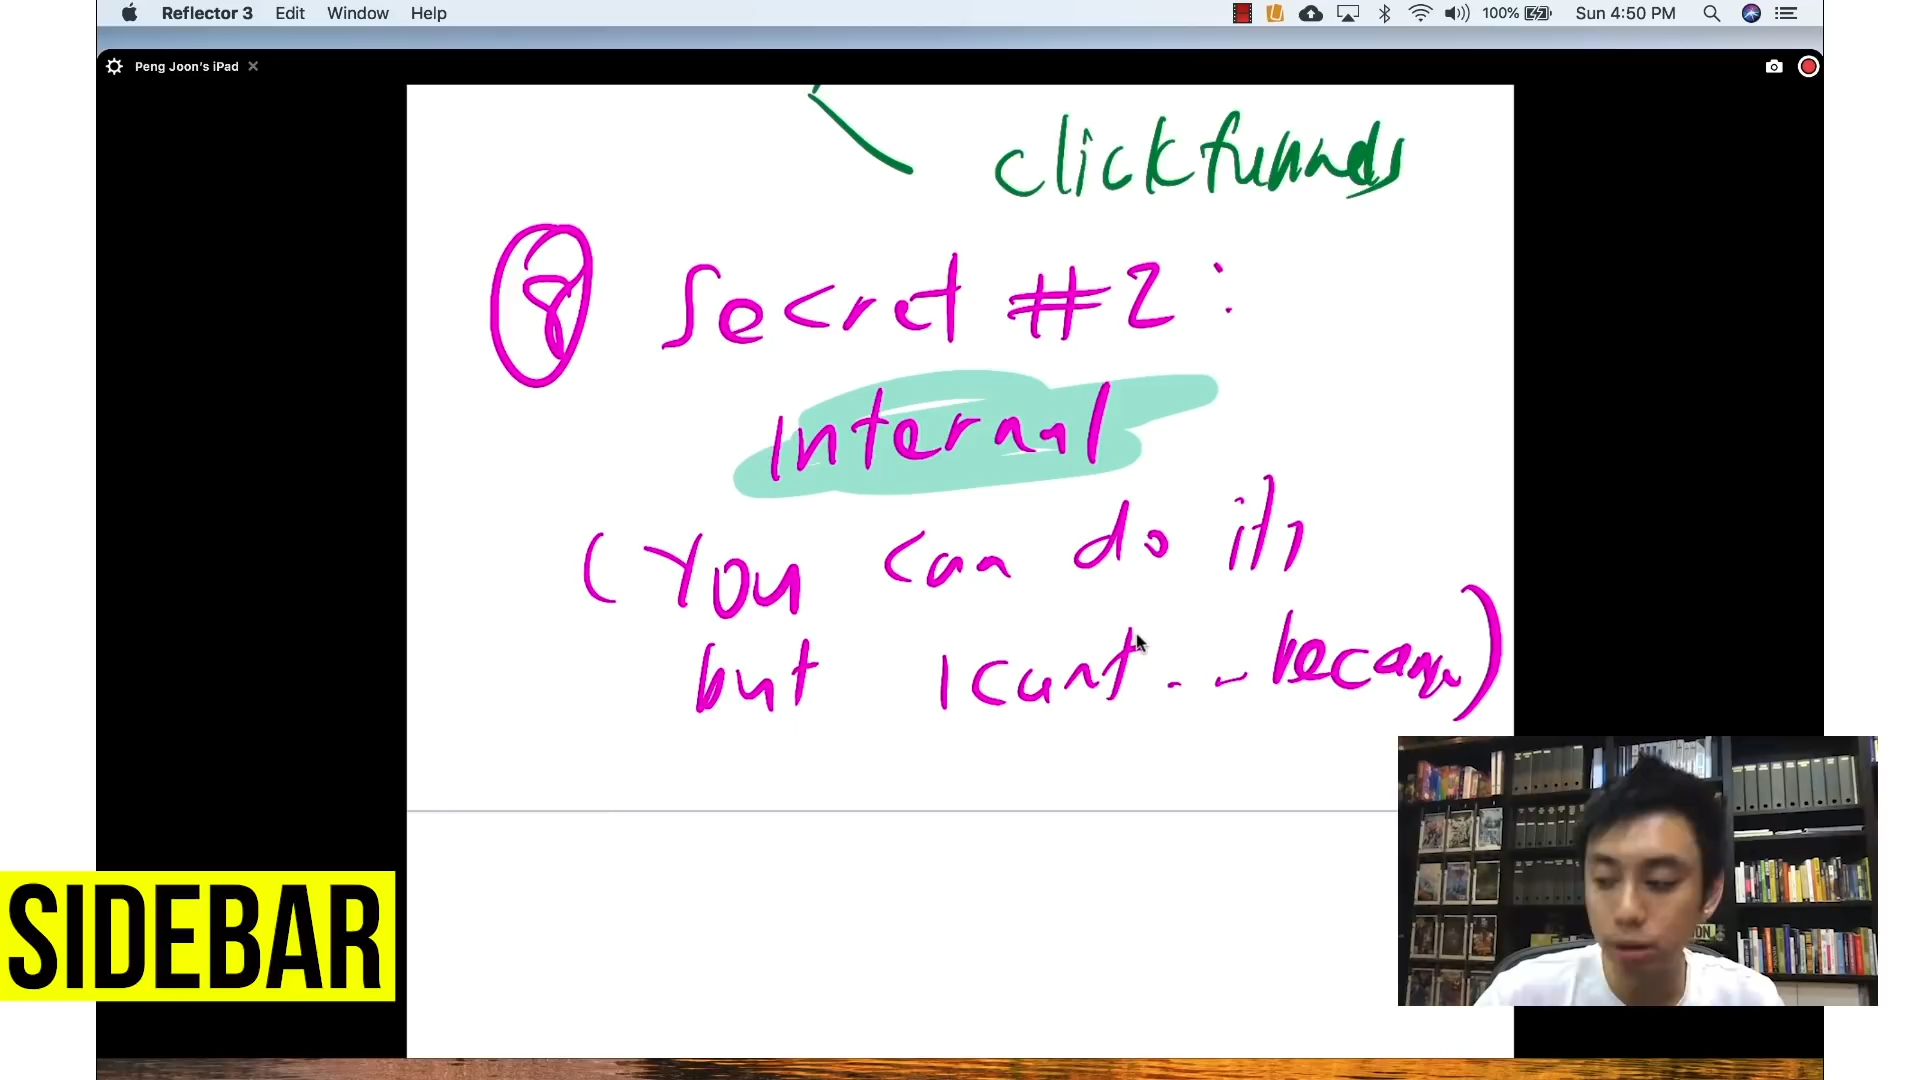 Reflector 3 Edit Window Help 100% Sun 4:50 PM
Peng Joon's iPad
clickfunnels
8 Secret #2:
Internal
(You can do it,
but I can't... because)
SIDEBAR